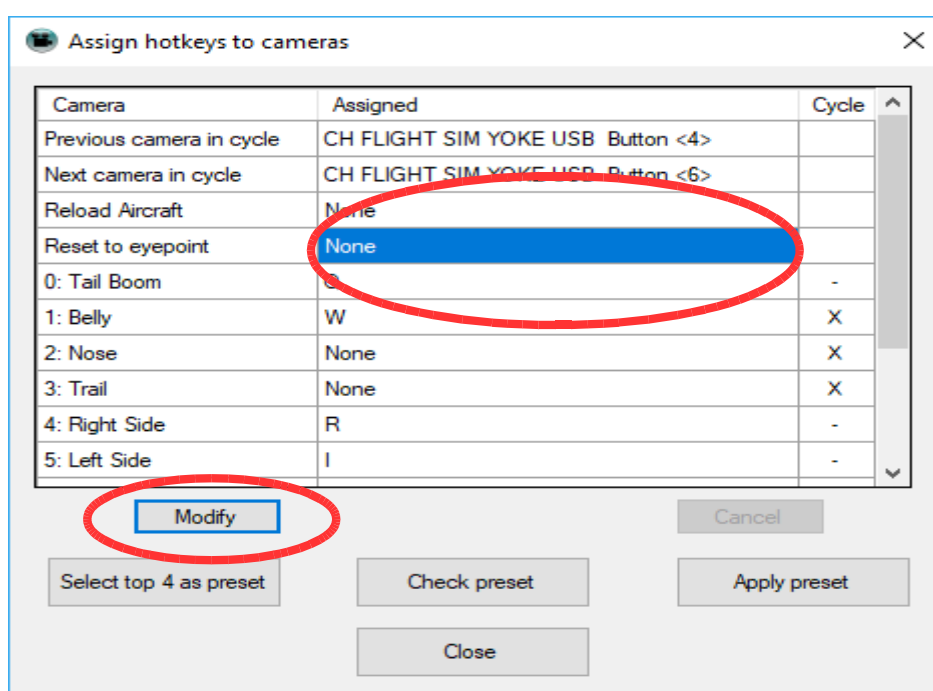 Assign hotkeys to cameras
Camera Assigned Cycle
Previous camera in cycle CH FLIGHT SIM YOKE USB Button <4>
Next camera in cycle CH FLIGHT SIM YOKE USB Button <6>
Reload Aircraft None
Reset to eyepoint None
0: Tail Boom -
1: Belly W X
2: Nose None X
3: Trail None X
4: Right Side R -
5: Left Side I -
Modify Cancel
Select top 4 as preset Check preset Apply preset
Close